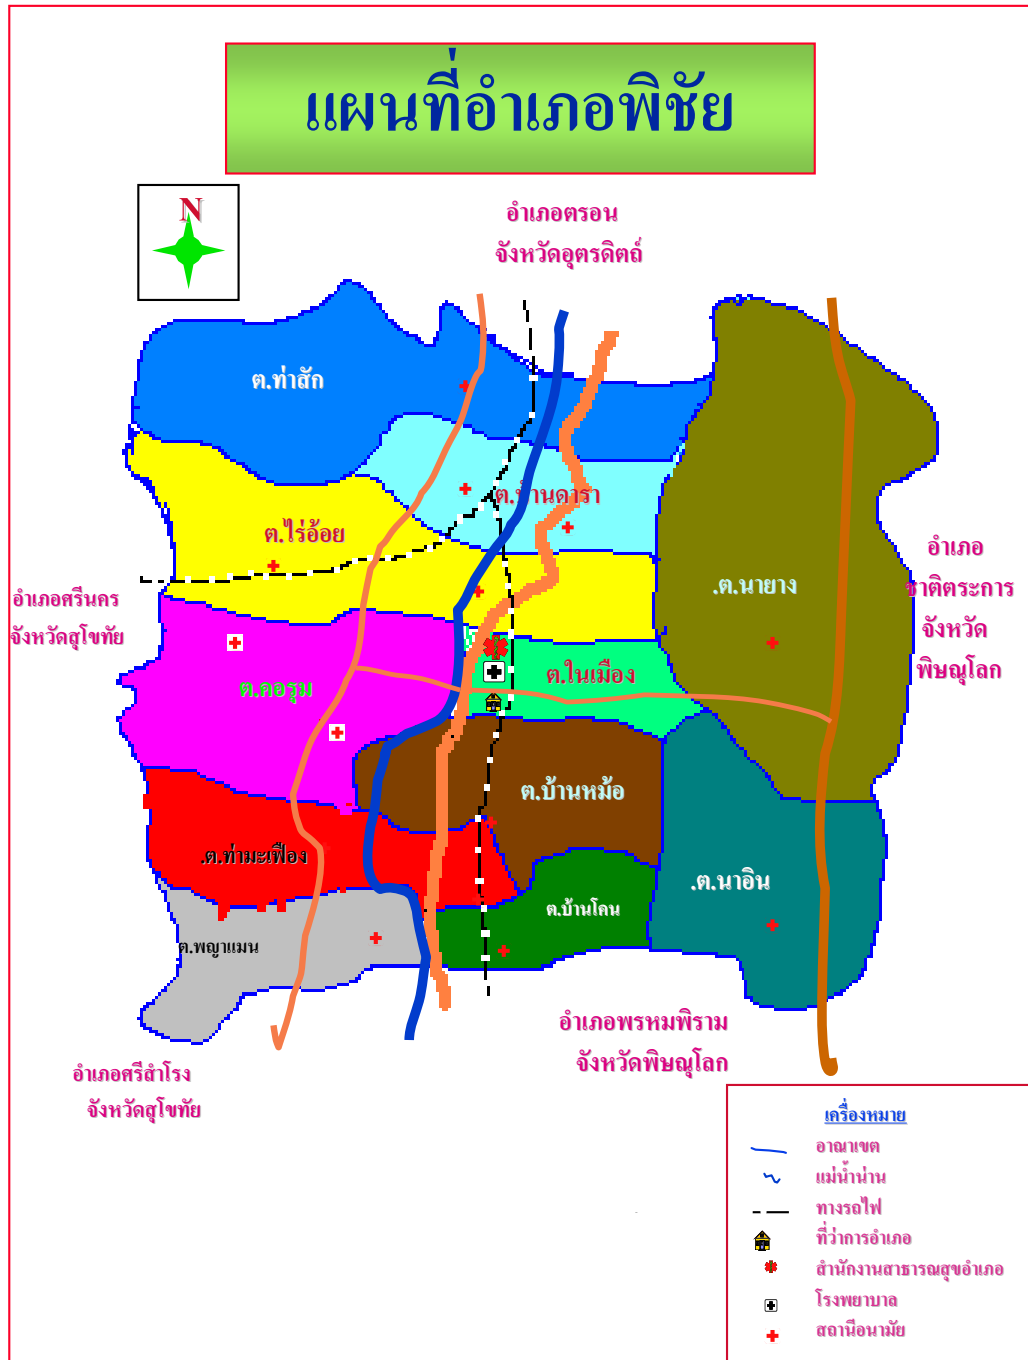 แผนที่อำเภอพิชัย
N
อำเภอตรอน
จังหวัดอุตรดิตถ์
ต.ท่าสัก
ต.บ้านดารา
ต.ไร่อ้อย
อำเภอ
ชาติตระการ
จังหวัด
พิษณุโลก
.ต.นายาง
อำเภอศรีนคร
จังหวัดสุโขทัย
ต.ในเมือง
ต.คอรุม
ต.บ้านหม้อ
.ต.ท่ามะเฟือง
.ต.นาอิน
ต.บ้านโคน
ต.พญาแมน
อำเภอพรหมพิราม
จังหวัดพิษณุโลก
อำเภอศรีสำโรง
จังหวัดสุโขทัย
เครื่องหมาย
อาณาเขต
แม่น้ำน่าน
ทางรถไฟ
ที่ว่าการอำเภอ
สำนักงานสาธารณสุขอำเภอ
โรงพยาบาล
สถานีอนามัย